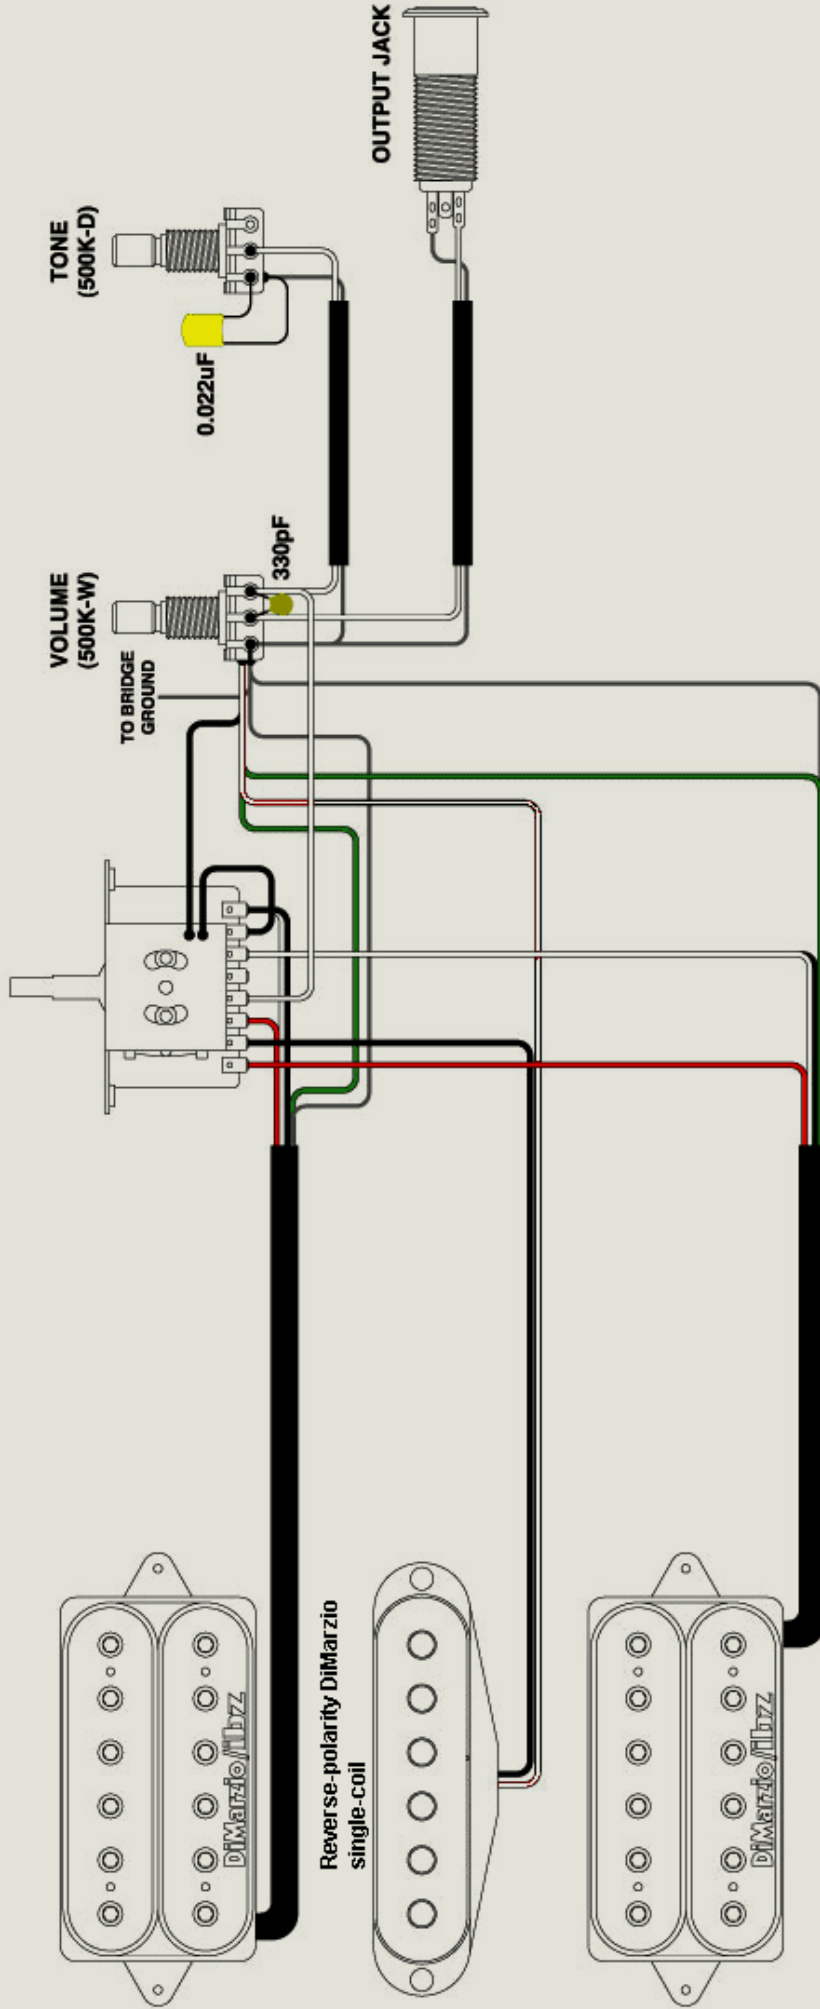 OUTPUT JACK
TONE
(500K-D)
0.022uF
VOLUME
(500K-W)
330pF
TO BRIDGE
GROUND
DiMarzio/ibz
Reverse-polarity DiMarzio
single-coil
DiMarzio/ibz